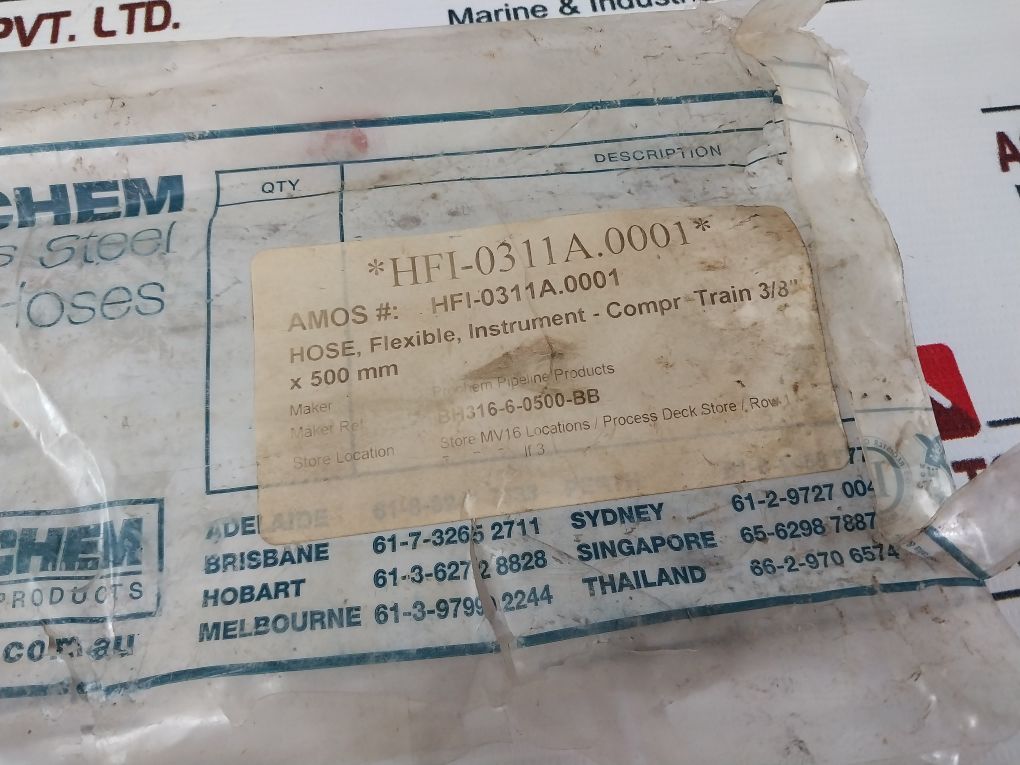 PVT. LTD.
Marine &
CHEM
Steel
Hoses
QTY
DESCRIPTION
*HFI-0311A.0001*
AMOS #: HFI-0311A.0001
HOSE, Flexible, Instrument - Compr Train 3/8"
x 500 mm
Maker Prochem Pipeline Products
Maker Ref. BH316-6-0500-BB
Store Location Store MV16 Locations / Process Deck Store / Row 1
CHEM
PRODUCTS
.com.au
ADELAIDE
BRISBANE 61-7-3265 2711
HOBART 61-3-6272 8828
MELBOURNE 61-3-9799 2244
SYDNEY 61-2-9727 004
SINGAPORE 65-6298 7887
THAILAND 66-2-970 6574